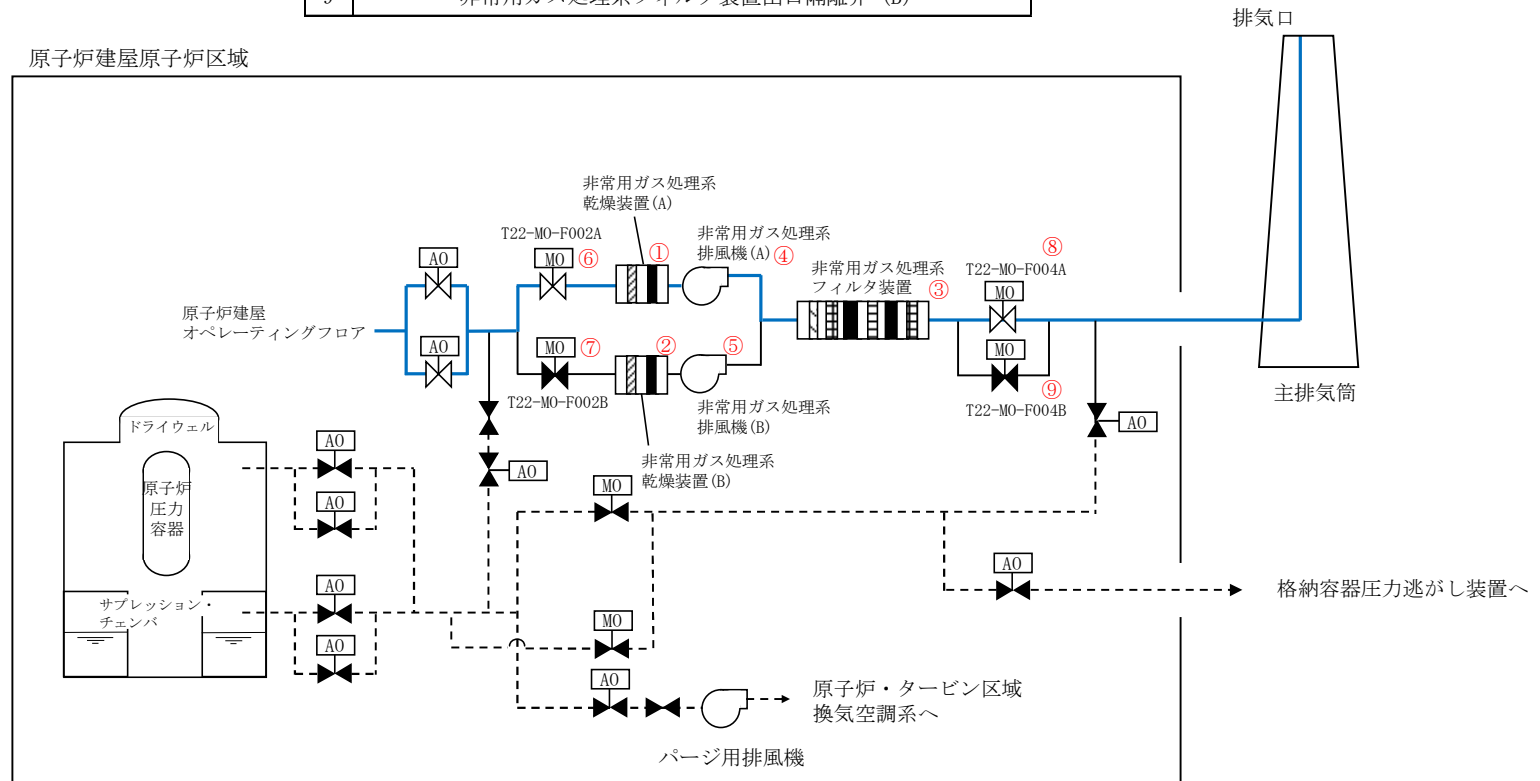 非常用ガス処理系フィルタ装置出口隔離弁 (B)
排気口
原子炉建屋原子炉区域
非常用ガス処理系
乾燥装置(A)
T22-MO-F002A
MO
⑥
①
非常用ガス処理系
排風機(A)
④
非常用ガス処理系
フィルタ装置
③
⑧
T22-MO-F004A
MO
AO
原子炉建屋
オペレーティングフロア
AO
MO
⑦
②
⑤
T22-MO-F002B
非常用ガス処理系
排風機(B)
MO
⑨
T22-MO-F004B
主排気筒
AO
非常用ガス処理系
乾燥装置(B)
AO
ドライウェル
原子炉
圧力
容器
サプレッション・
チェンバ
AO
AO
AO
AO
MO
MO
AO
AO
格納容器圧力逃がし装置へ
原子炉・タービン区域
換気空調系へ
パージ用排風機